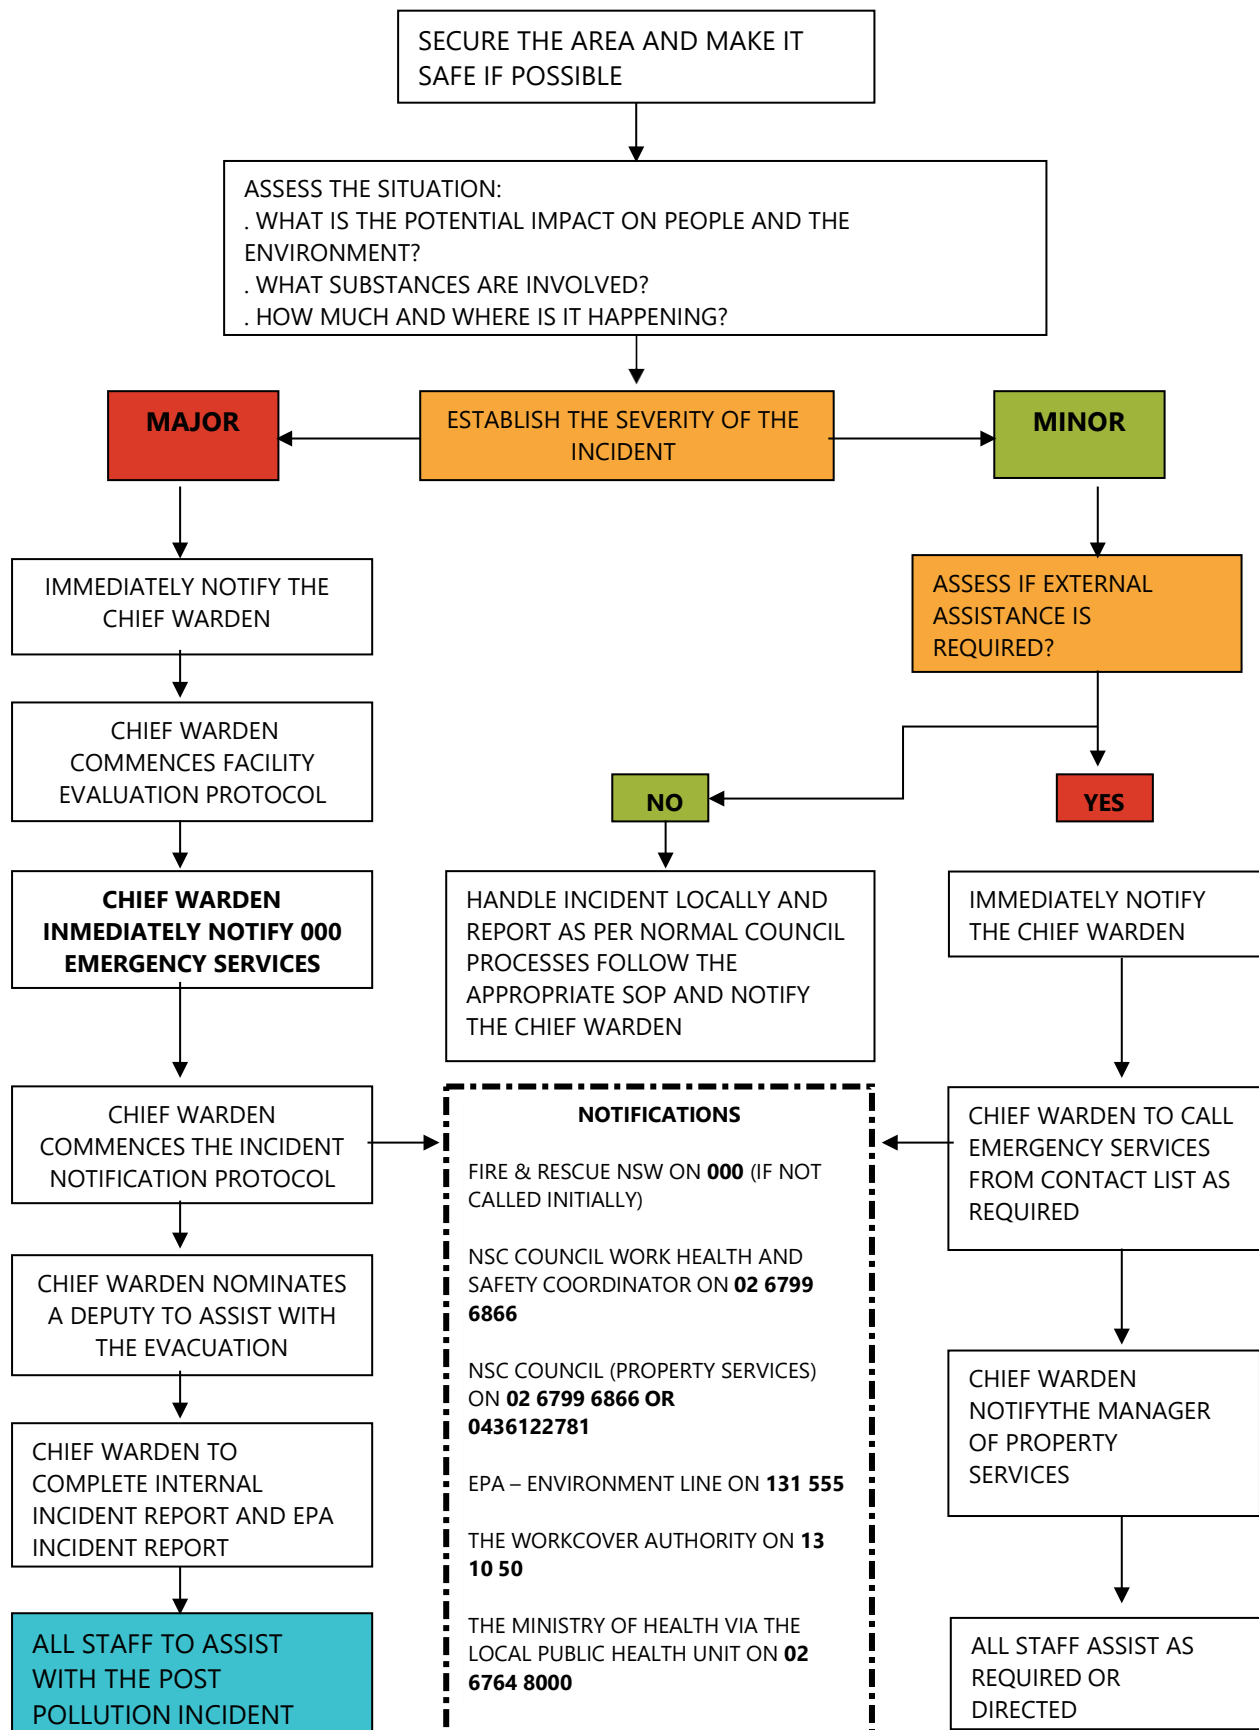 SECURE THE AREA AND MAKE IT
SAFE IF POSSIBLE
ASSESS THE SITUATION:
. WHAT IS THE POTENTIAL IMPACT ON PEOPLE AND THE
ENVIRONMENT?
. WHAT SUBSTANCES ARE INVOLVED?
. HOW MUCH AND WHERE IS IT HAPPENING?
MAJOR
ESTABLISH THE SEVERITY OF THE
INCIDENT
MINOR
IMMEDIATELY NOTIFY THE
CHIEF WARDEN
ASSESS IF EXTERNAL
ASSISTANCE IS
REQUIRED?
CHIEF WARDEN
COMMENCES FACILITY
EVALUATION PROTOCOL
NO
YES
CHIEF WARDEN
INMEDIATELY NOTIFY 000
EMERGENCY SERVICES
HANDLE INCIDENT LOCALLY AND
REPORT AS PER NORMAL COUNCIL
PROCESSES FOLLOW THE
APPROPRIATE SOP AND NOTIFY
THE CHIEF WARDEN
IMMEDIATELY NOTIFY
THE CHIEF WARDEN
CHIEF WARDEN
COMMENCES THE INCIDENT
NOTIFICATION PROTOCOL
NOTIFICATIONS
FIRE & RESCUE NSW ON 000 (IF NOT
CALLED INITIALLY)
NSC COUNCIL WORK HEALTH AND
SAFETY COORDINATOR ON 02 6799
6866
NSC COUNCIL (PROPERTY SERVICES)
ON 02 6799 6866 OR
0436122781
EPA – ENVIRONMENT LINE ON 131 555
THE WORKCOVER AUTHORITY ON 13
10 50
THE MINISTRY OF HEALTH VIA THE
LOCAL PUBLIC HEALTH UNIT ON 02
6764 8000
CHIEF WARDEN TO CALL
EMERGENCY SERVICES
FROM CONTACT LIST AS
REQUIRED
CHIEF WARDEN NOMINATES
A DEPUTY TO ASSIST WITH
THE EVACUATION
CHIEF WARDEN
NOTIFYTHE MANAGER
OF PROPERTY
SERVICES
CHIEF WARDEN TO
COMPLETE INTERNAL
INCIDENT REPORT AND EPA
INCIDENT REPORT
ALL STAFF TO ASSIST
WITH THE POST
POLLUTION INCIDENT
ALL STAFF ASSIST AS
REQUIRED OR
DIRECTED